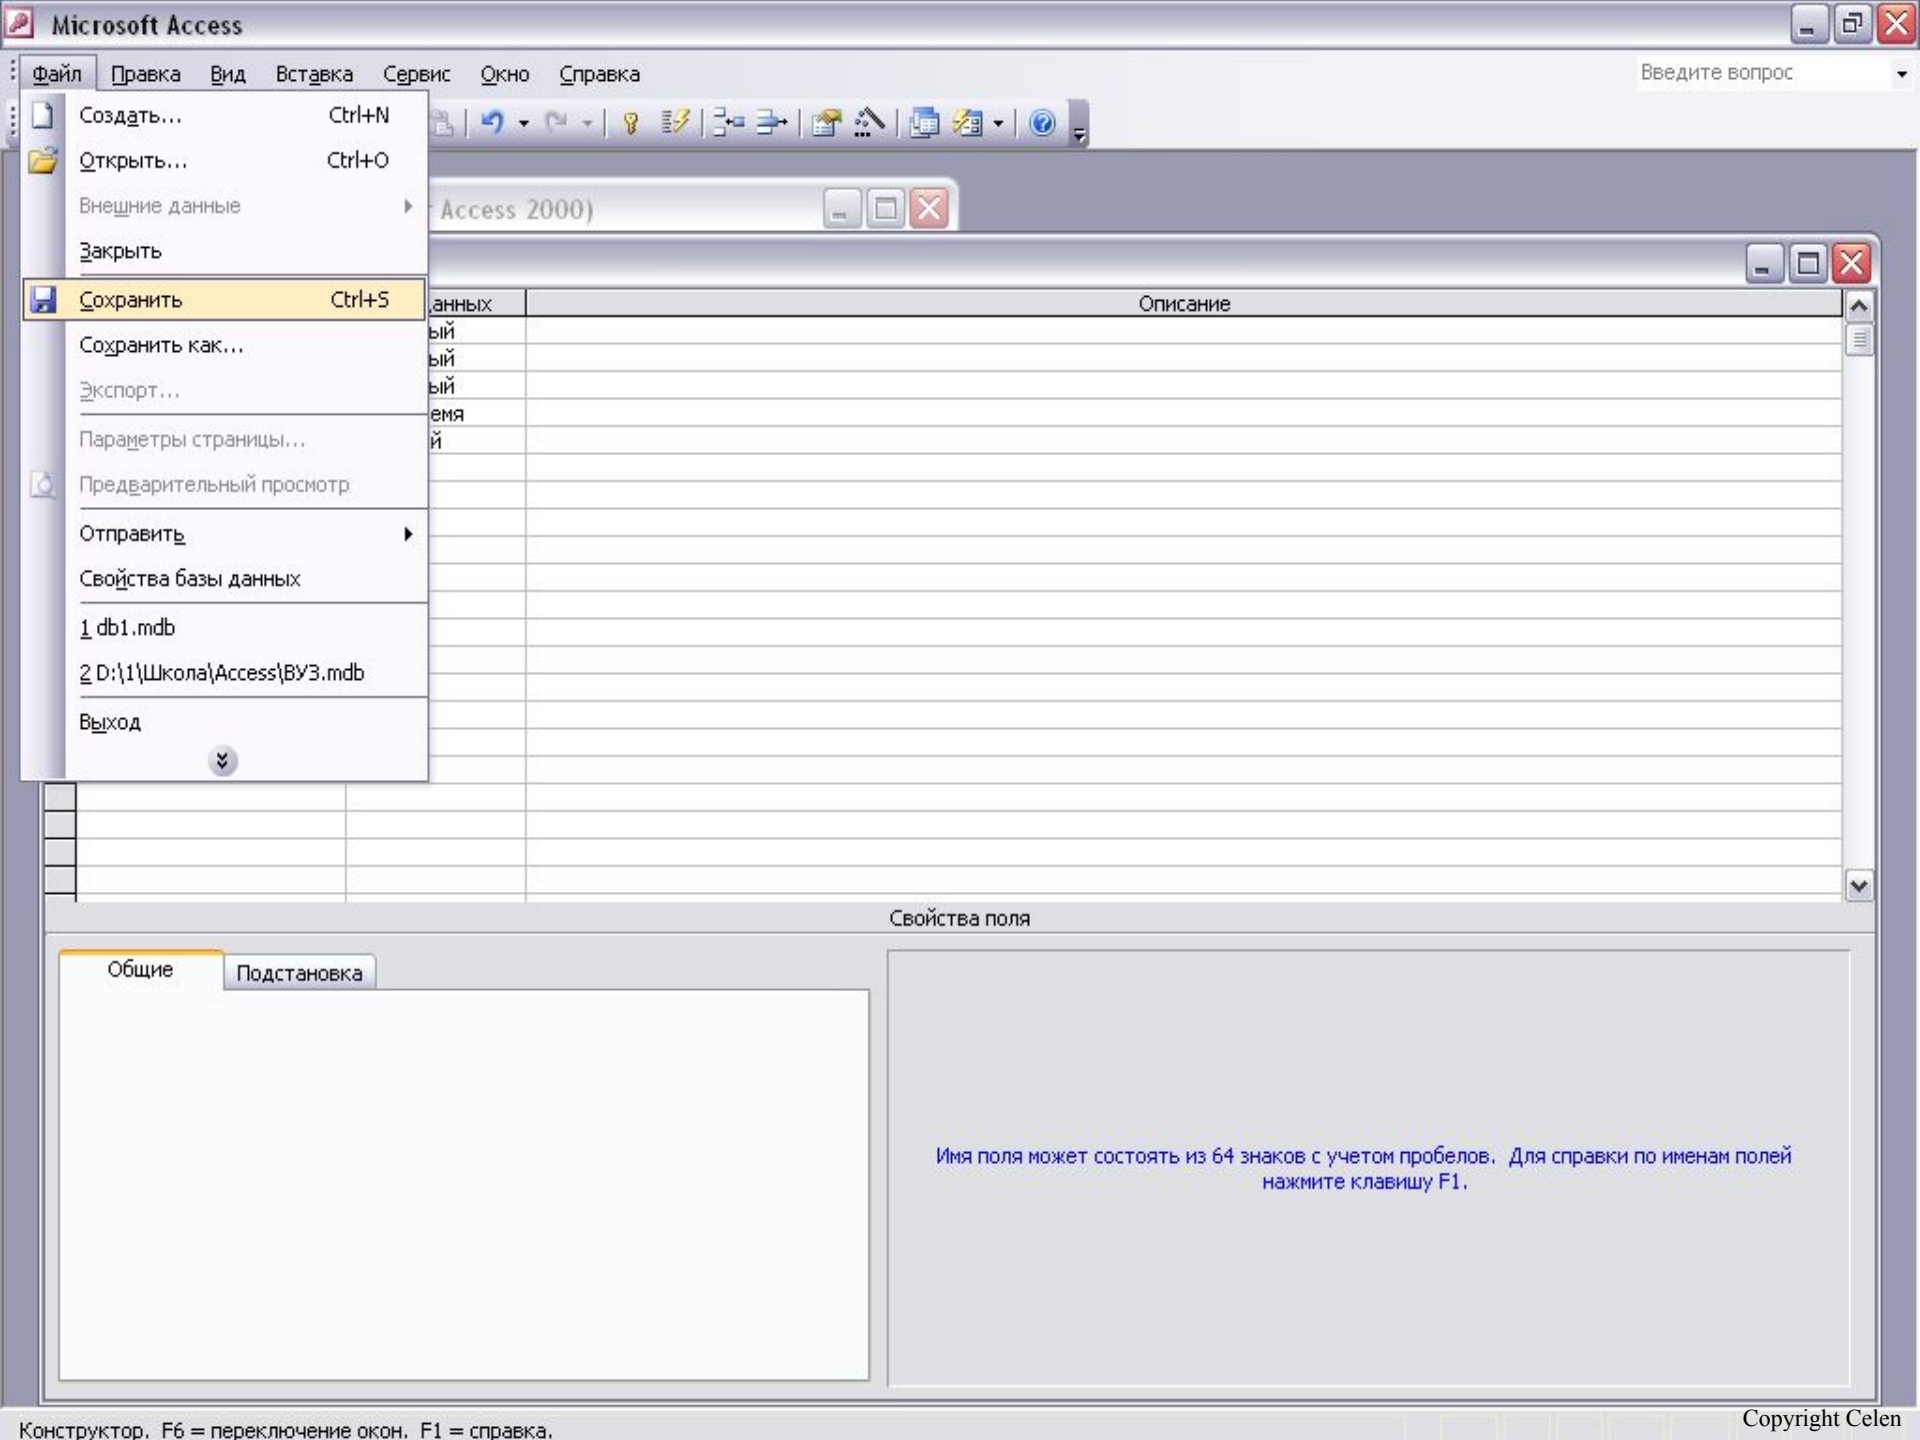 Microsoft Access
Файл Правка Вид Вставка Сервис Окно Справка Введите вопрос
Создать... Ctrl+N
Открыть... Ctrl+O
Внешние данные
Access 2000)
Закрыть
Сохранить Ctrl+S
анных Описание
ый
Сохранить как...
ый
ый
Экспорт...
емя
Параметры страницы...
й
Предварительный просмотр
Отправить
Свойства базы данных
1 db1.mdb
2 D:\1\Школа\Access\ВУЗ.mdb
Выход
Свойства поля
Общие Подстановка
Имя поля может состоять из 64 знаков с учетом пробелов. Для справки по именам полей
нажмите клавишу F1.
Copyright Celen
Конструктор. F6 = переключение окон. F1 = справка.